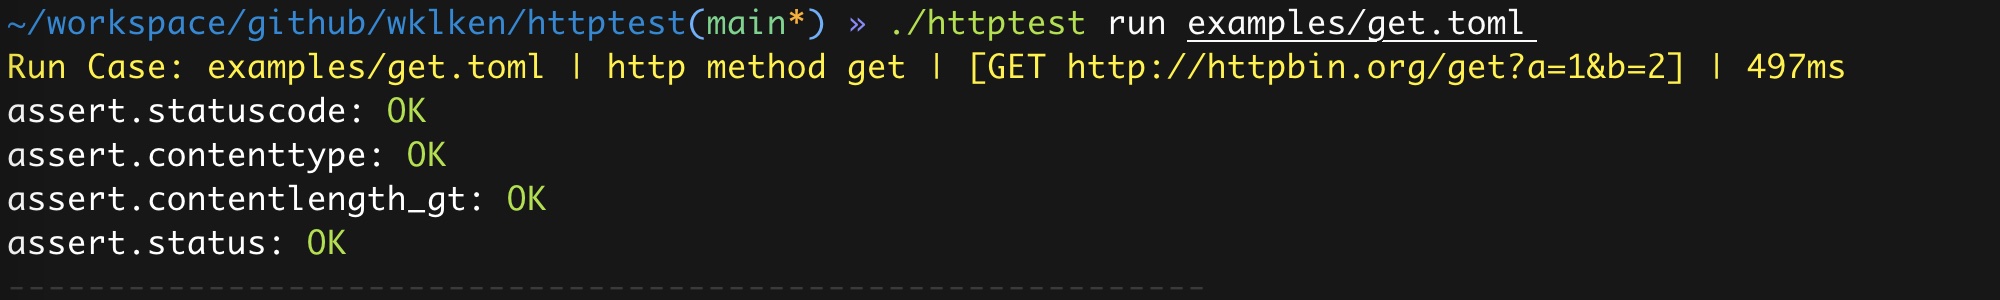 ~/workspace/github/wklken/httptest(main*) » ./httptest run examples/get.toml
Run Case: examples/get.toml | http method get | [GET http://httpbin.org/get?a=1&b=2] | 497ms
assert.statuscode: OK
assert.contenttype: OK
assert.contentlength_gt: OK
assert.status: OK
------------------------------------------------------------